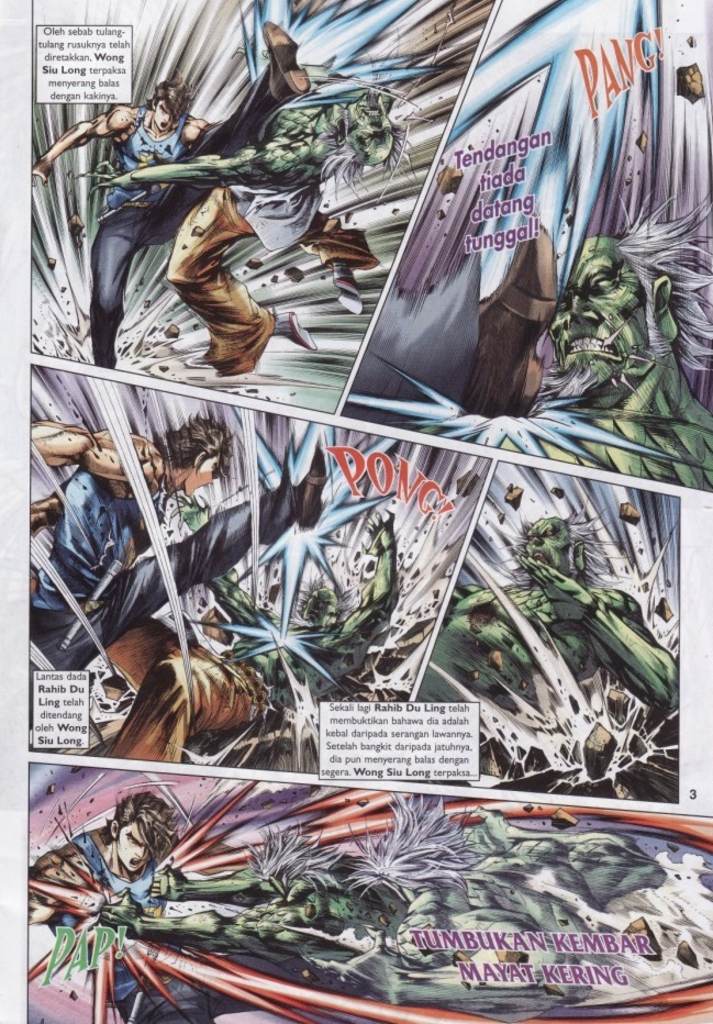 Oleh sebab tulang-
tulang rusuknya telah
diretakkan, Wong
Siu Long terpaksa
menyerang balas
dengan kakinya.
PANG!
Tendangan
tiada
datang
tunggal!
PONG!
Lantas dada
Rahib Du
Ling telah
ditendang
oleh Wong
Siu Long.
Sekali lagi Rahib Du Ling telah
membuktikan bahawa dia adalah
kebal daripada serangan lawannya.
Setelah bangkit daripada jatuhnya,
dia pun menyerang balas dengan
segera. Wong Siu Long terpaksa...
3
PAP!
TUMBUKAN KEMBAR
MAYAT KERING